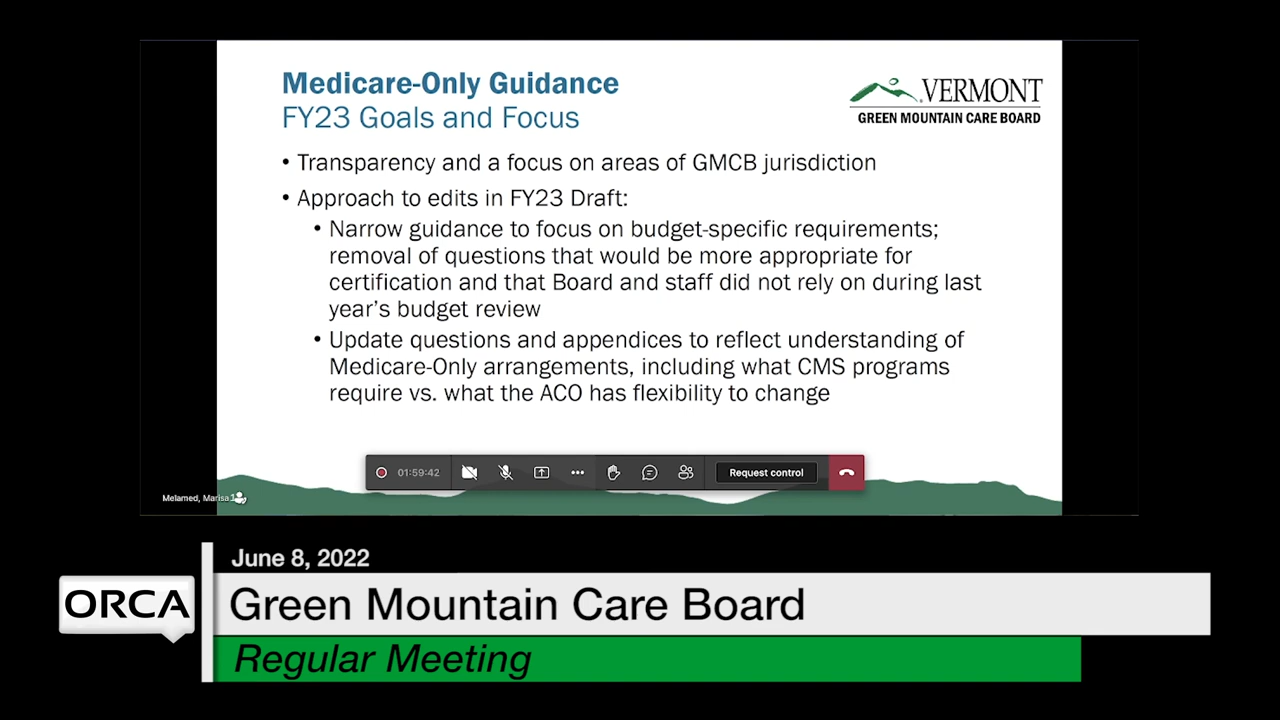 Medicare-Only Guidance
FY23 Goals and Focus
VERMONT
GREEN MOUNTAIN CARE BOARD
• Transparency and a focus on areas of GMCB jurisdiction
• Approach to edits in FY23 Draft:
• Narrow guidance to focus on budget-specific requirements;
removal of questions that would be more appropriate for
certification and that Board and staff did not rely on during last
year's budget review
• Update questions and appendices to reflect understanding of
Medicare-Only arrangements, including what CMS programs
require vs. what the ACO has flexibility to change
01:59:42
Request control
Melamed, Marisa
June 8, 2022
ORCA
Green Mountain Care Board
Regular Meeting